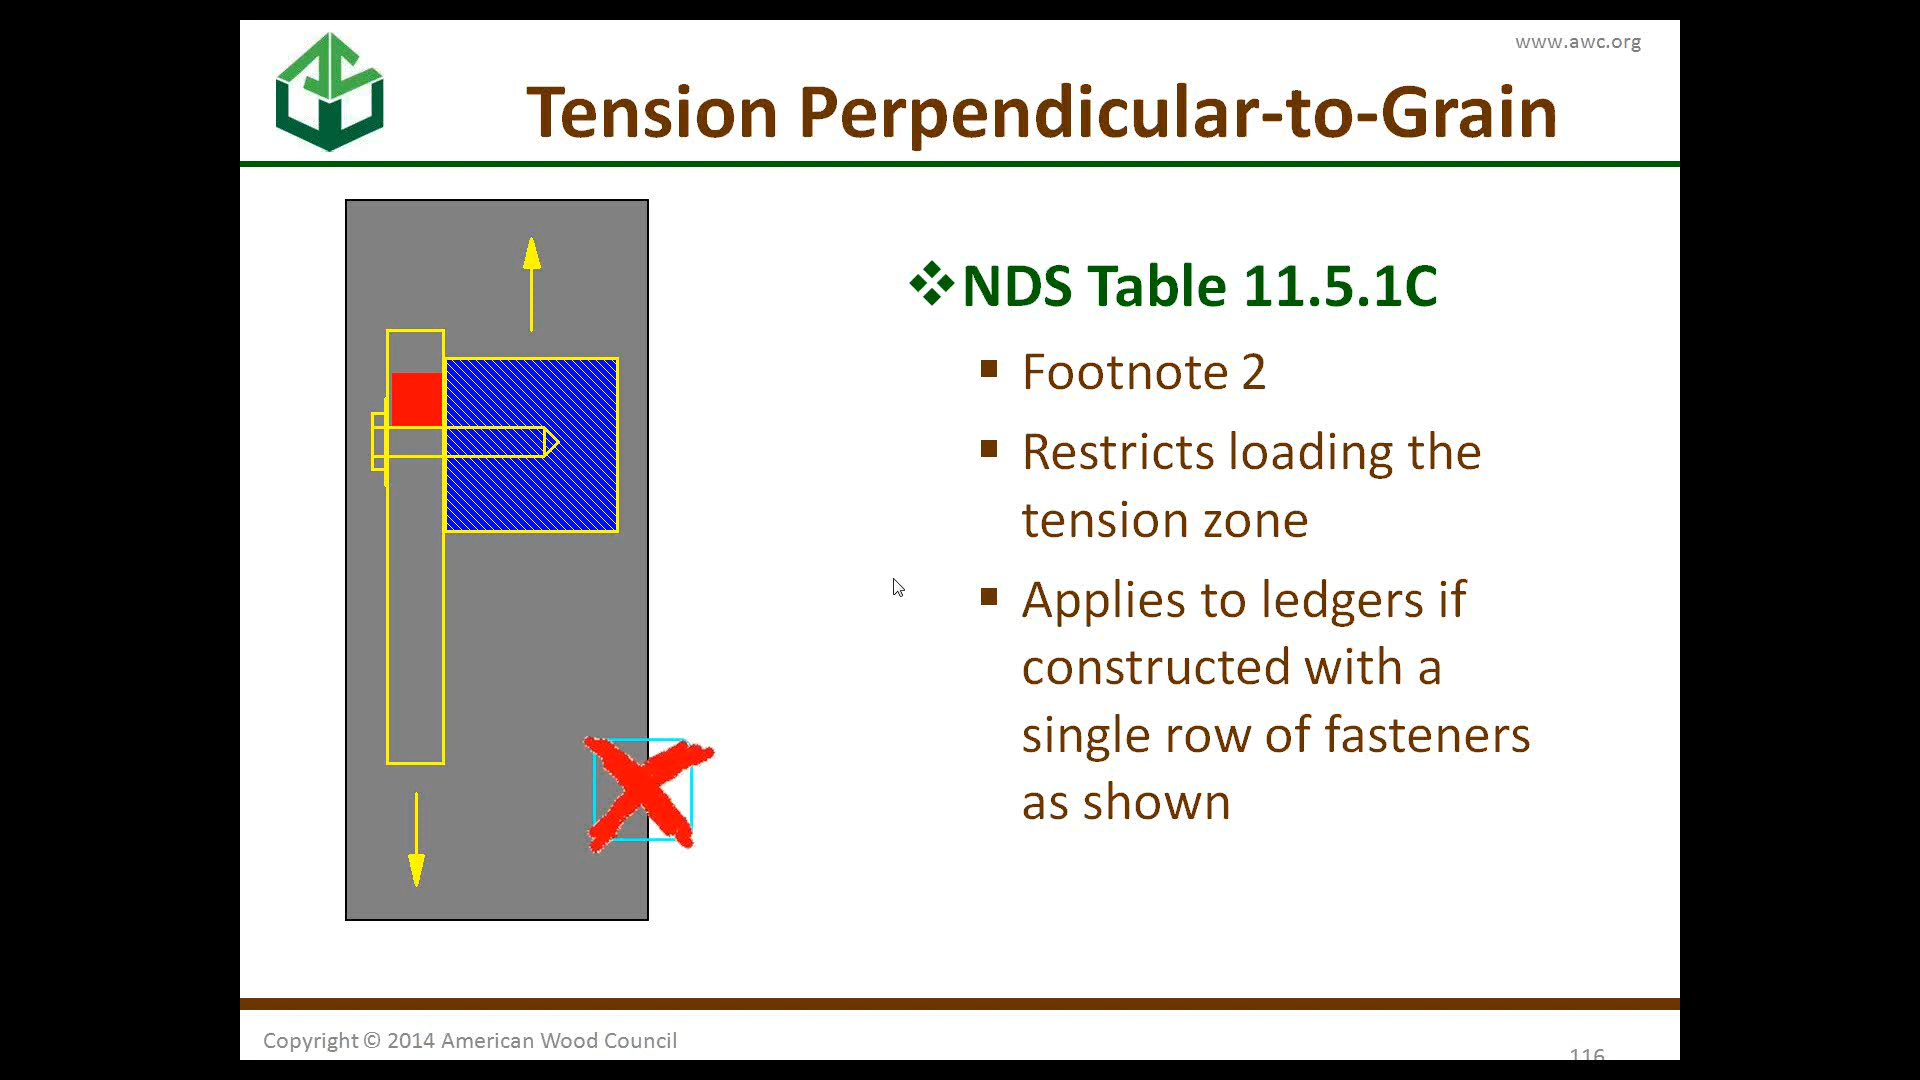 www.awc.org
Tension Perpendicular-to-Grain
NDS Table 11.5.1C
Footnote 2
Restricts loading the
tension zone
Applies to ledgers if
constructed with a
single row of fasteners
as shown
Copyright © 2014 American Wood Council
116